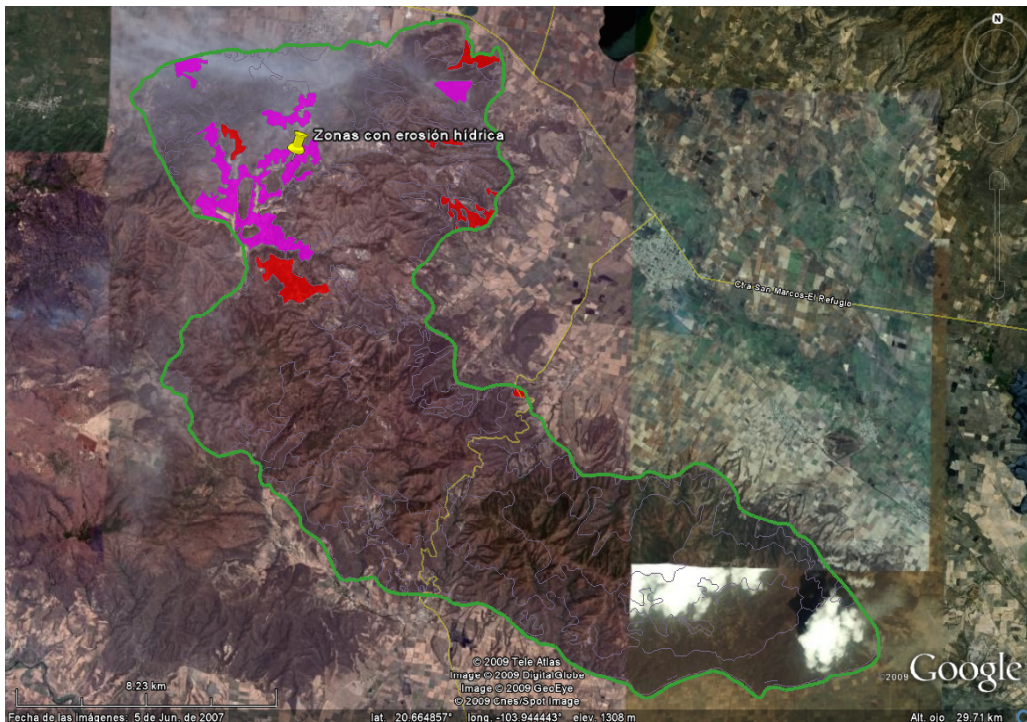 N
Zonas con erosión hídrica
Ctra San Marcos-El Refugio
© 2009 Tele Atlas
Image © 2009 DigitalGlobe
Image © 2009 GeoEye
© 2009 Cnes/Spot Image
©2009 Google
8.23 km
Fecha de las imágenes: 5 de Jun. de 2007 lat. 20.664857° long. -103.944443° elev. 1308 m Alt. ojo 29.71 km